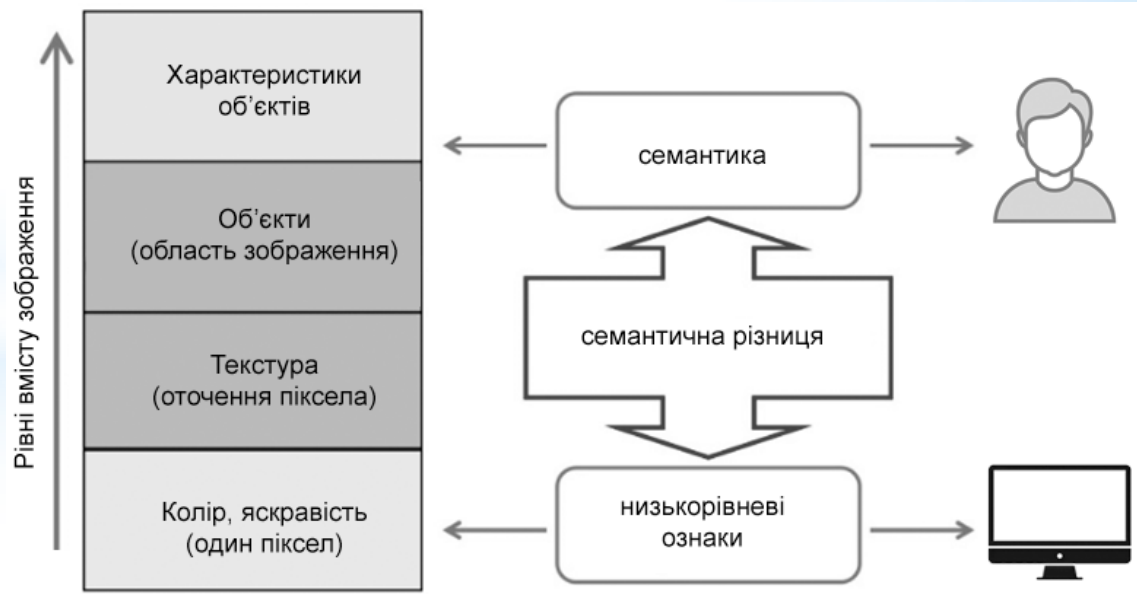 Рівні вмісту зображення
Характеристики
об’єктів
Об’єкти
(область зображення)
Текстура
(оточення піксела)
Колір, яскравість
(один піксел)
семантика
семантична різниця
низькорівневі
ознаки